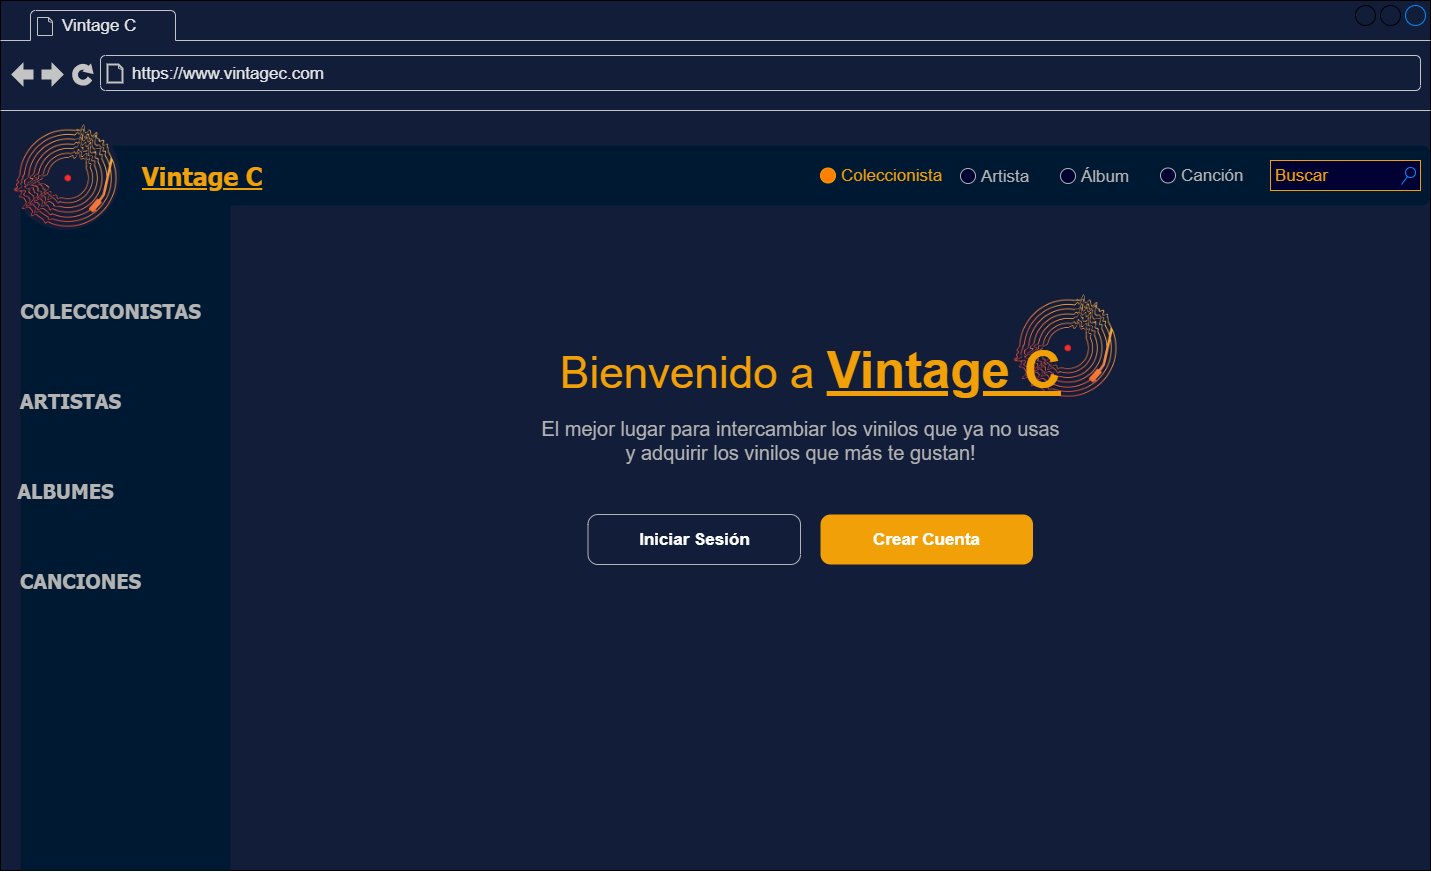 Vintage C
https://www.vintagec.com
Vintage C
Coleccionista
Artista
Álbum
Canción
Buscar
COLECCIONISTAS
ARTISTAS
ALBUMES
CANCIONES
Bienvenido a Vintage C
El mejor lugar para intercambiar los vinilos que ya no usas
y adquirir los vinilos que más te gustan!
Iniciar Sesión
Crear Cuenta